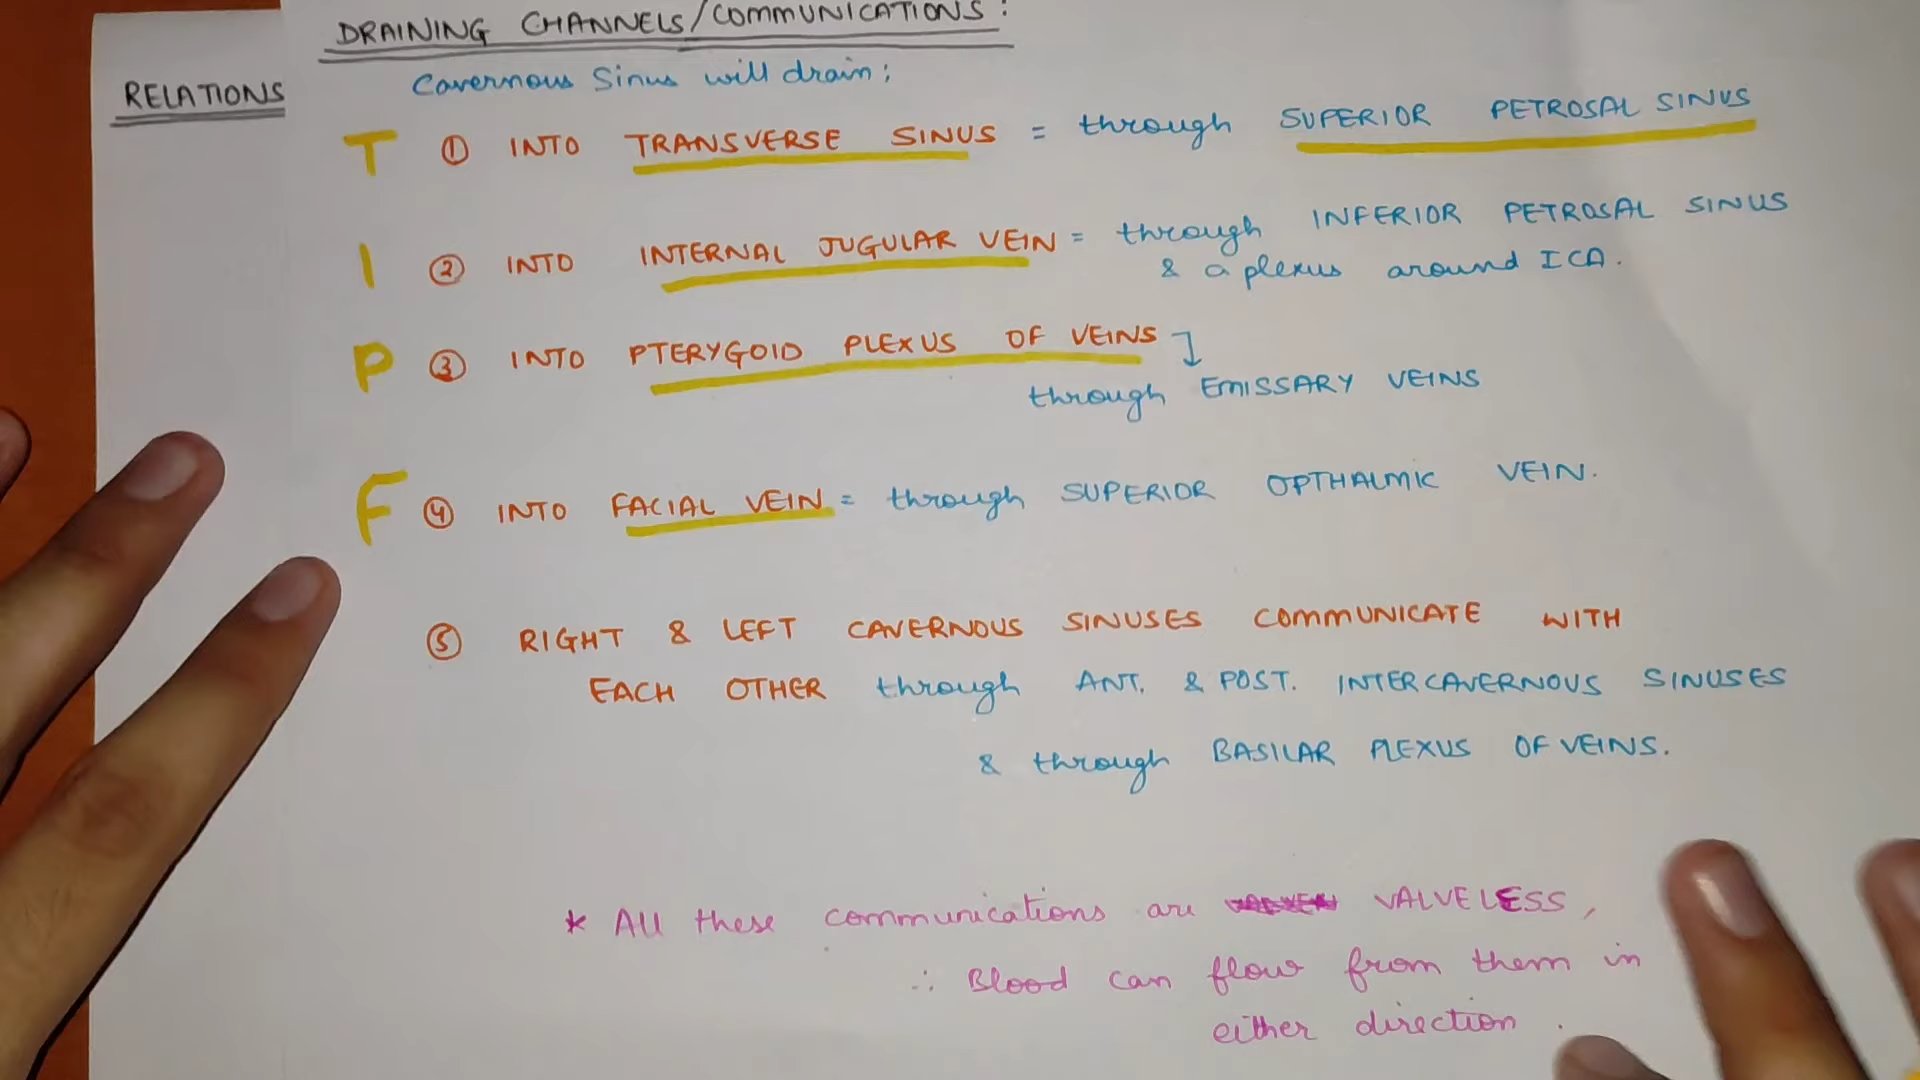 DRAINING CHANNELS/COMMUNICATIONS:
RELATIONS
Cavernous Sinus will drain:
T ① INTO TRANSVERSE SINUS = through SUPERIOR PETROSAL SINUS
I ② INTO INTERNAL JUGULAR VEIN = through INFERIOR PETROSAL SINUS
& a plexus around ICA.
P ③ INTO PTERYGOID PLEXUS OF VEINS
through EMISSARY VEINS
F ④ INTO FACIAL VEIN = through SUPERIOR OPTHALMIC VEIN.
⑤ RIGHT & LEFT CAVERNOUS SINUSES COMMUNICATE WITH
EACH OTHER through ANT. & POST. INTERCAVERNOUS SINUSES
& through BASILAR PLEXUS OF VEINS.
* All these communications are VALVELESS,
∴ Blood can flow from them in
either direction.